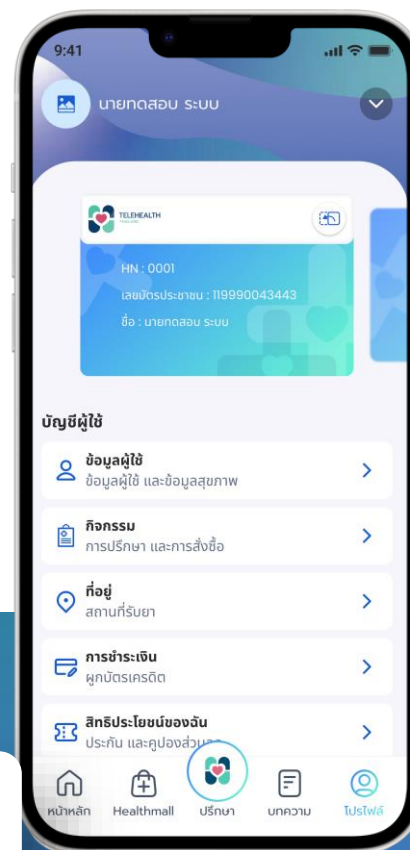 9:41
นายทดสอบ ระบบ
TELEHEALTH
HN : 0001
เลขมัตรประชาชน : 119990043443
ชื่อ : นายทดสอบ ระบบ
บัญชีผู้ใช้
ข้อมูลผู้ใช้
ข้อมูลผู้ใช้ และข้อมูลสุขภาพ
กิจกรรม
การปรึกษา และการสั่งซื้อ
ที่อยู่
สถานที่รับยา
การชำระเงิน
ผูกบัตรเครดิต
สิทธิประโยชน์ของฉัน
ประกัน และคูปองส่วนลด
หน้าหลัก
Healthmall
ปรึกษา
บทความ
โปรไฟล์